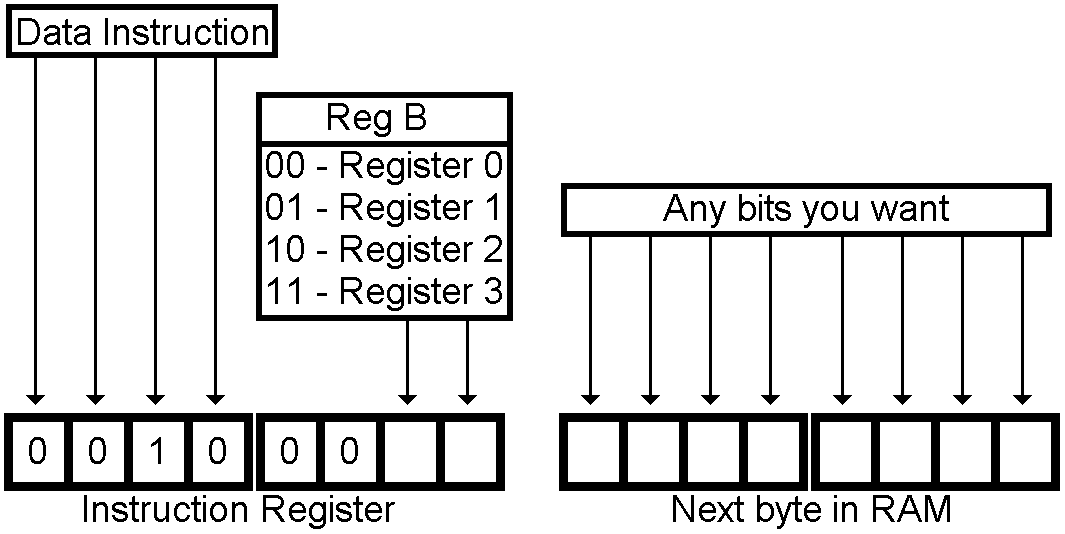 Data Instruction
Reg B
00 - Register 0
01 - Register 1
10 - Register 2
11 - Register 3
Any bits you want
0 0 1 0 0 0
Instruction Register
Next byte in RAM